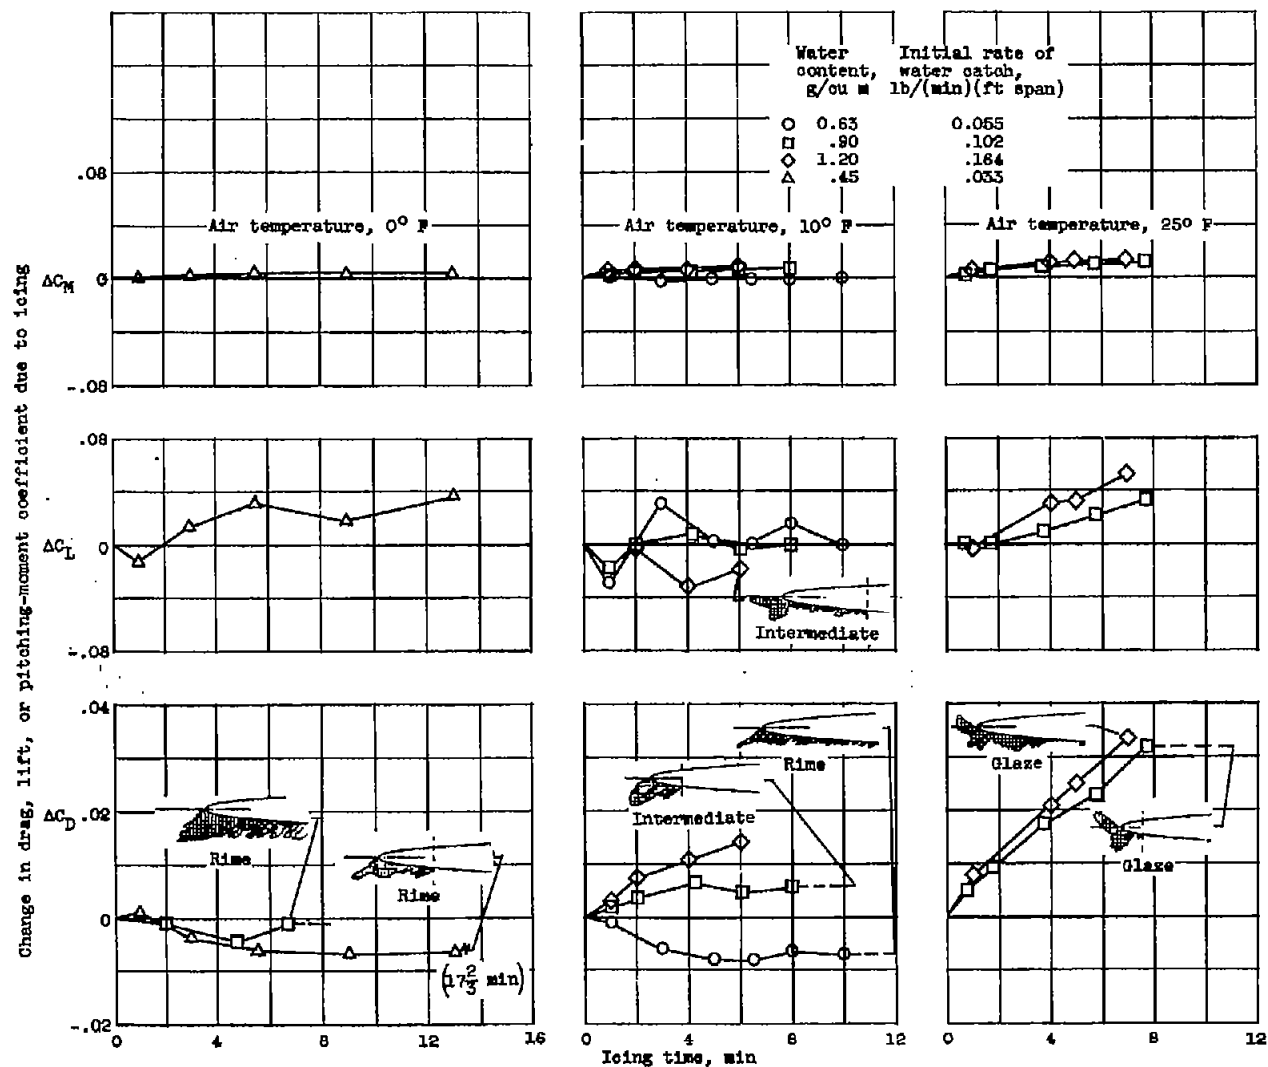 Water Initial rate of
content, water catch,
g/cu m lb/(min)(ft span)
0.63 0.055
.90 .102
1.20 .164
.45 .033
.08
Air temperature, 0° F
Air temperature, 10° F
Air temperature, 25° F
ΔC_M 0
-.08
.08
ΔC_L 0
Intermediate
-.08
.04
Rime
Glaze
ΔC_D .02
Intermediate
Rime
Rime
Glaze
0
(17 2/3 min)
-.02
0 4 8 12 16
0 4 8 12
0 4 8 12
Icing time, min
Change in drag, lift, or pitching-moment coefficient due to icing